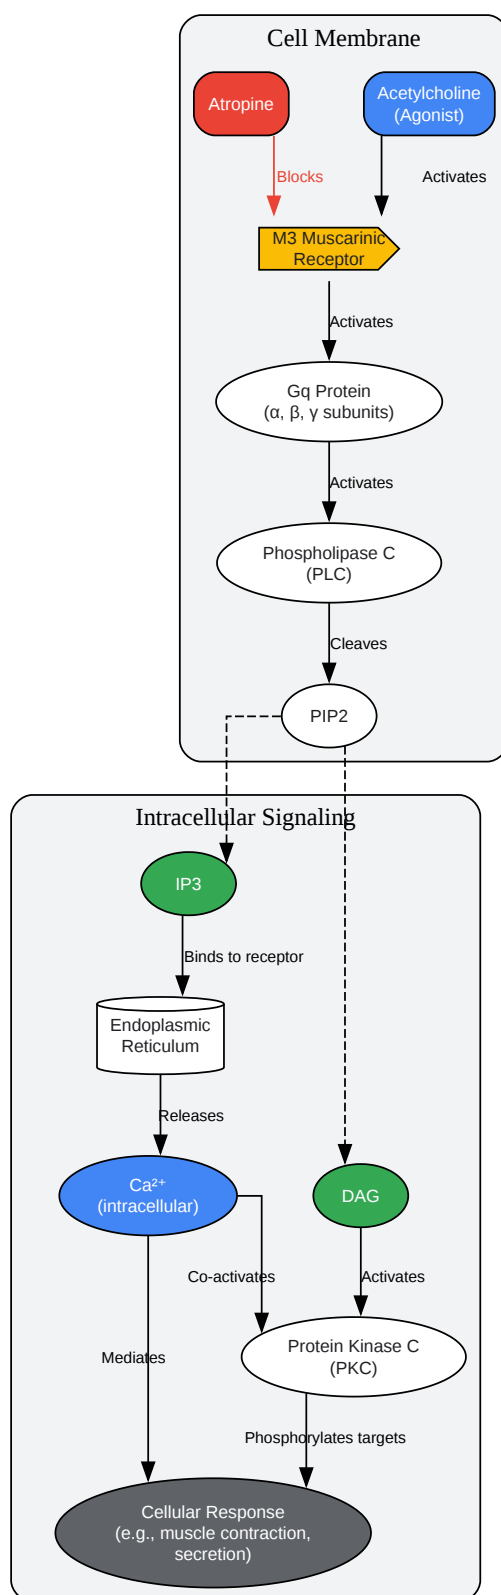 Cell Membrane
Atropine
Acetylcholine
(Agonist)
Blocks
Activates
M3 Muscarinic
Receptor
Activates
Gq Protein
(α, β, γ subunits)
Activates
Phospholipase C
(PLC)
Cleaves
PIP2
Intracellular Signaling
IP3
Binds to receptor
Endoplasmic
Reticulum
Releases
Ca²⁺
(intracellular)
DAG
Co-activates
Activates
Protein Kinase C
(PKC)
Mediates
Phosphorylates targets
Cellular Response
(e.g., muscle contraction,
secretion)